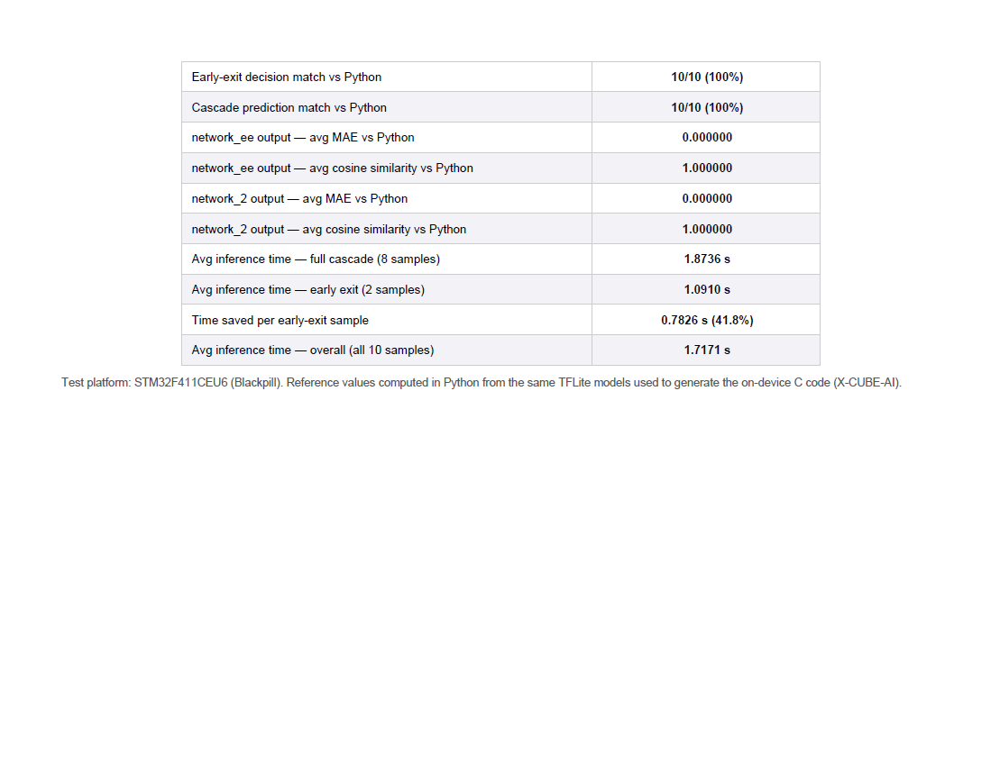 Early-exit decision match vs Python 10/10 (100%)
Cascade prediction match vs Python 10/10 (100%)
network_ee output — avg MAE vs Python 0.000000
network_ee output — avg cosine similarity vs Python 1.000000
network_2 output — avg MAE vs Python 0.000000
network_2 output — avg cosine similarity vs Python 1.000000
Avg inference time — full cascade (8 samples) 1.8736 s
Avg inference time — early exit (2 samples) 1.0910 s
Time saved per early-exit sample 0.7826 s (41.8%)
Avg inference time — overall (all 10 samples) 1.7171 s
Test platform: STM32F411CEU6 (Blackpill). Reference values computed in Python from the same TFLite models used to generate the on-device C code (X-CUBE-AI).